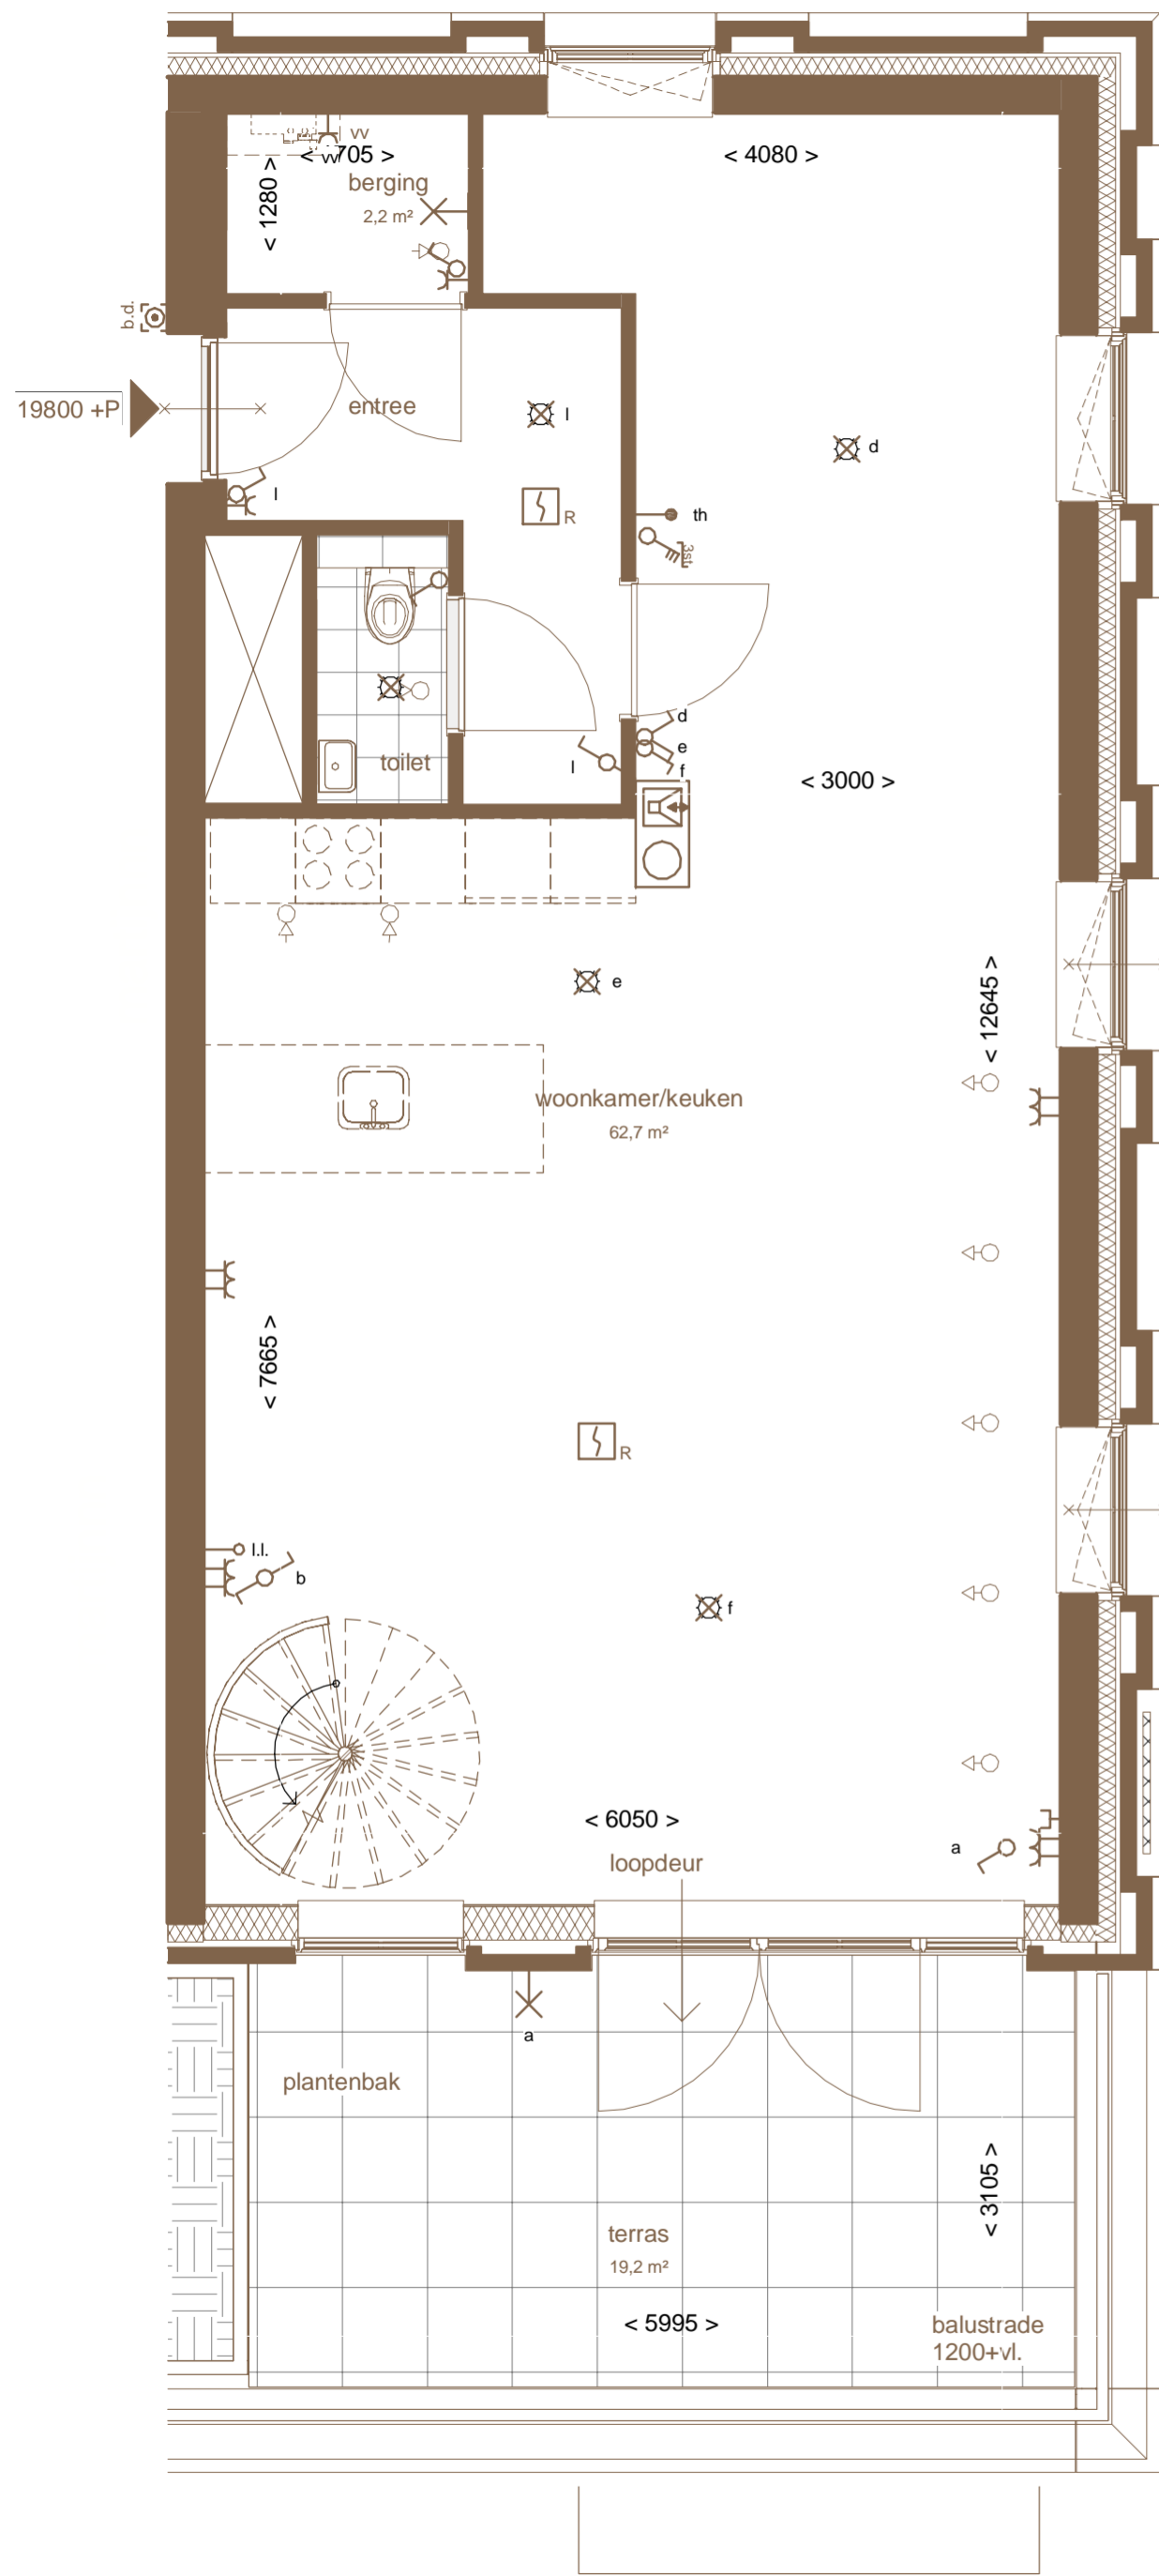 vv
< 705 >
vv
< 4080 >
< 1280 >
berging
2,2 m²
b.d.
19800 +P
entree
l
d
l
R
th
3st
toilet
d
e
f
l
< 3000 >
e
< 12645 >
woonkamer/keuken
62,7 m²
< 7665 >
R
l.l.
b
f
< 6050 >
loopdeur
a
a
plantenbak
< 3105 >
terras
19,2 m²
< 5995 >
balustrade
1200+vl.